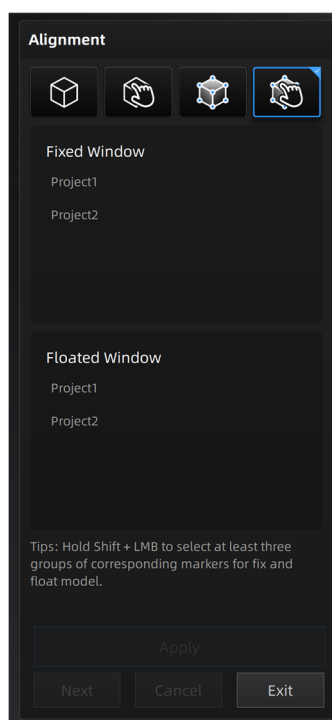 Alignment
Fixed Window
Project1
Project2
Floated Window
Project1
Project2
Tips: Hold Shift + LMB to select at least three
groups of corresponding markers for fix and
float model.
Apply
Next Cancel Exit